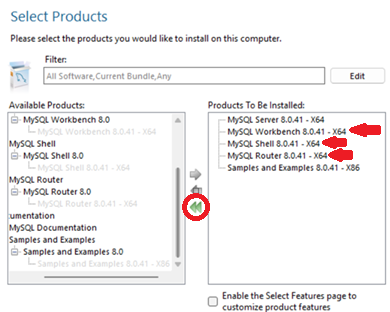 Select Products
Please select the products you would like to install on this computer.
Filter:
All Software,Current Bundle,Any
Edit
Available Products:
MySQL Workbench 8.0
MySQL Workbench 8.0.41 - X64
MySQL Shell
MySQL Shell 8.0
MySQL Shell 8.0.41 - X64
MySQL Router
MySQL Router 8.0
MySQL Router 8.0.41 - X64
umentation
MySQL Documentation
Samples and Examples
Samples and Examples 8.0
Samples and Examples 8.0.41 - X86
Products To Be Installed:
MySQL Server 8.0.41 - X64
MySQL Workbench 8.0.41 - X64
MySQL Shell 8.0.41 - X64
MySQL Router 8.0.41 - X64
Samples and Examples 8.0.41 - X86
Enable the Select Features page to
customize product features